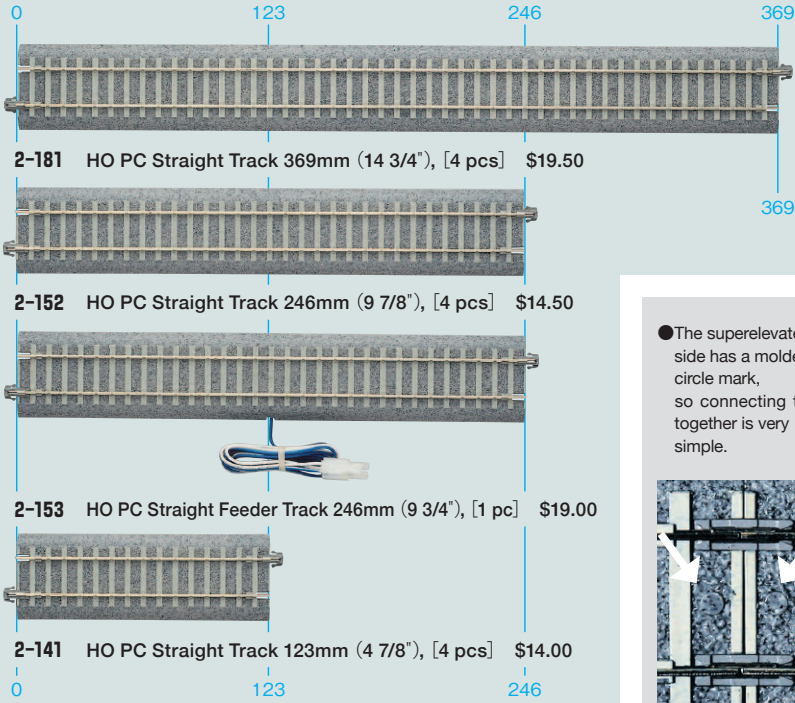 0 123 246 369
2-181 HO PC Straight Track 369mm (14 3/4"), [4 pcs] $19.50
369
2-152 HO PC Straight Track 246mm (9 7/8"), [4 pcs] $14.50
2-153 HO PC Straight Feeder Track 246mm (9 3/4"), [1 pc] $19.00
2-141 HO PC Straight Track 123mm (4 7/8"), [4 pcs] $14.00
0 123 246
●The superelevate
side has a molde
circle mark,
so connecting t
together is very
simple.